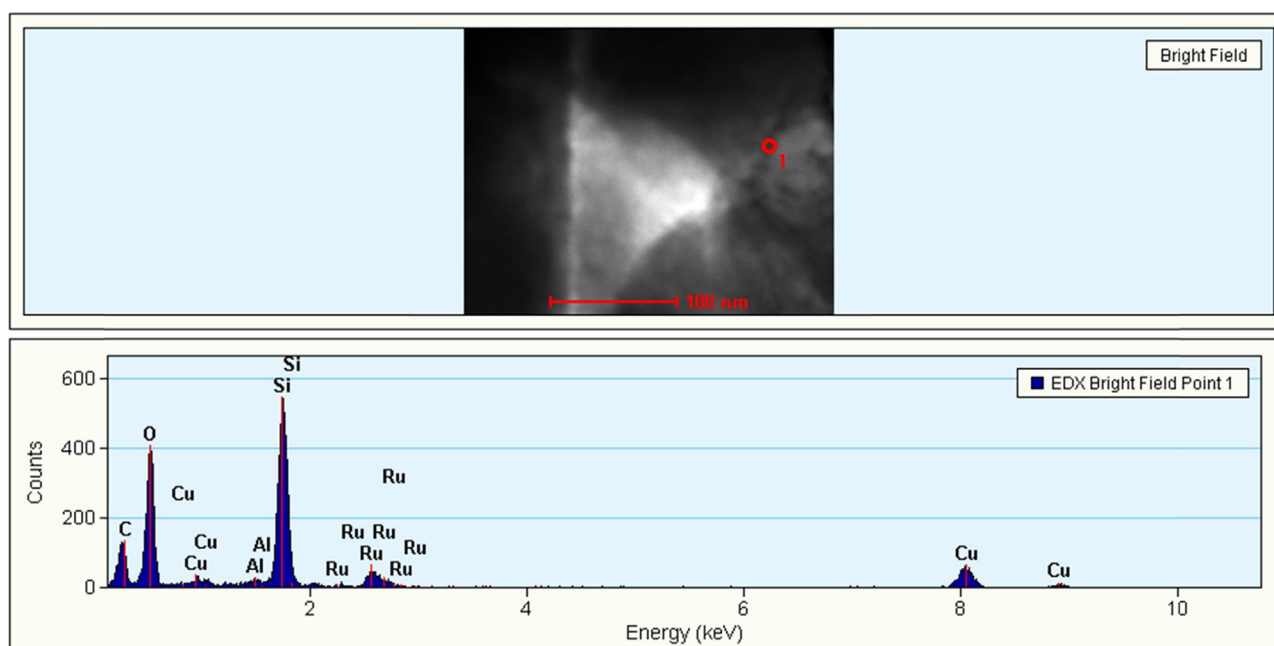 Bright Field
1
100 nm
EDX Bright Field Point 1
Counts
600
400
200
0
C
O
Cu
Cu
Cu
Al
Al
Si
Si
Ru
Ru
Ru
Ru
Ru
Ru
Ru
Cu
Cu
2
4
6
8
10
Energy (keV)